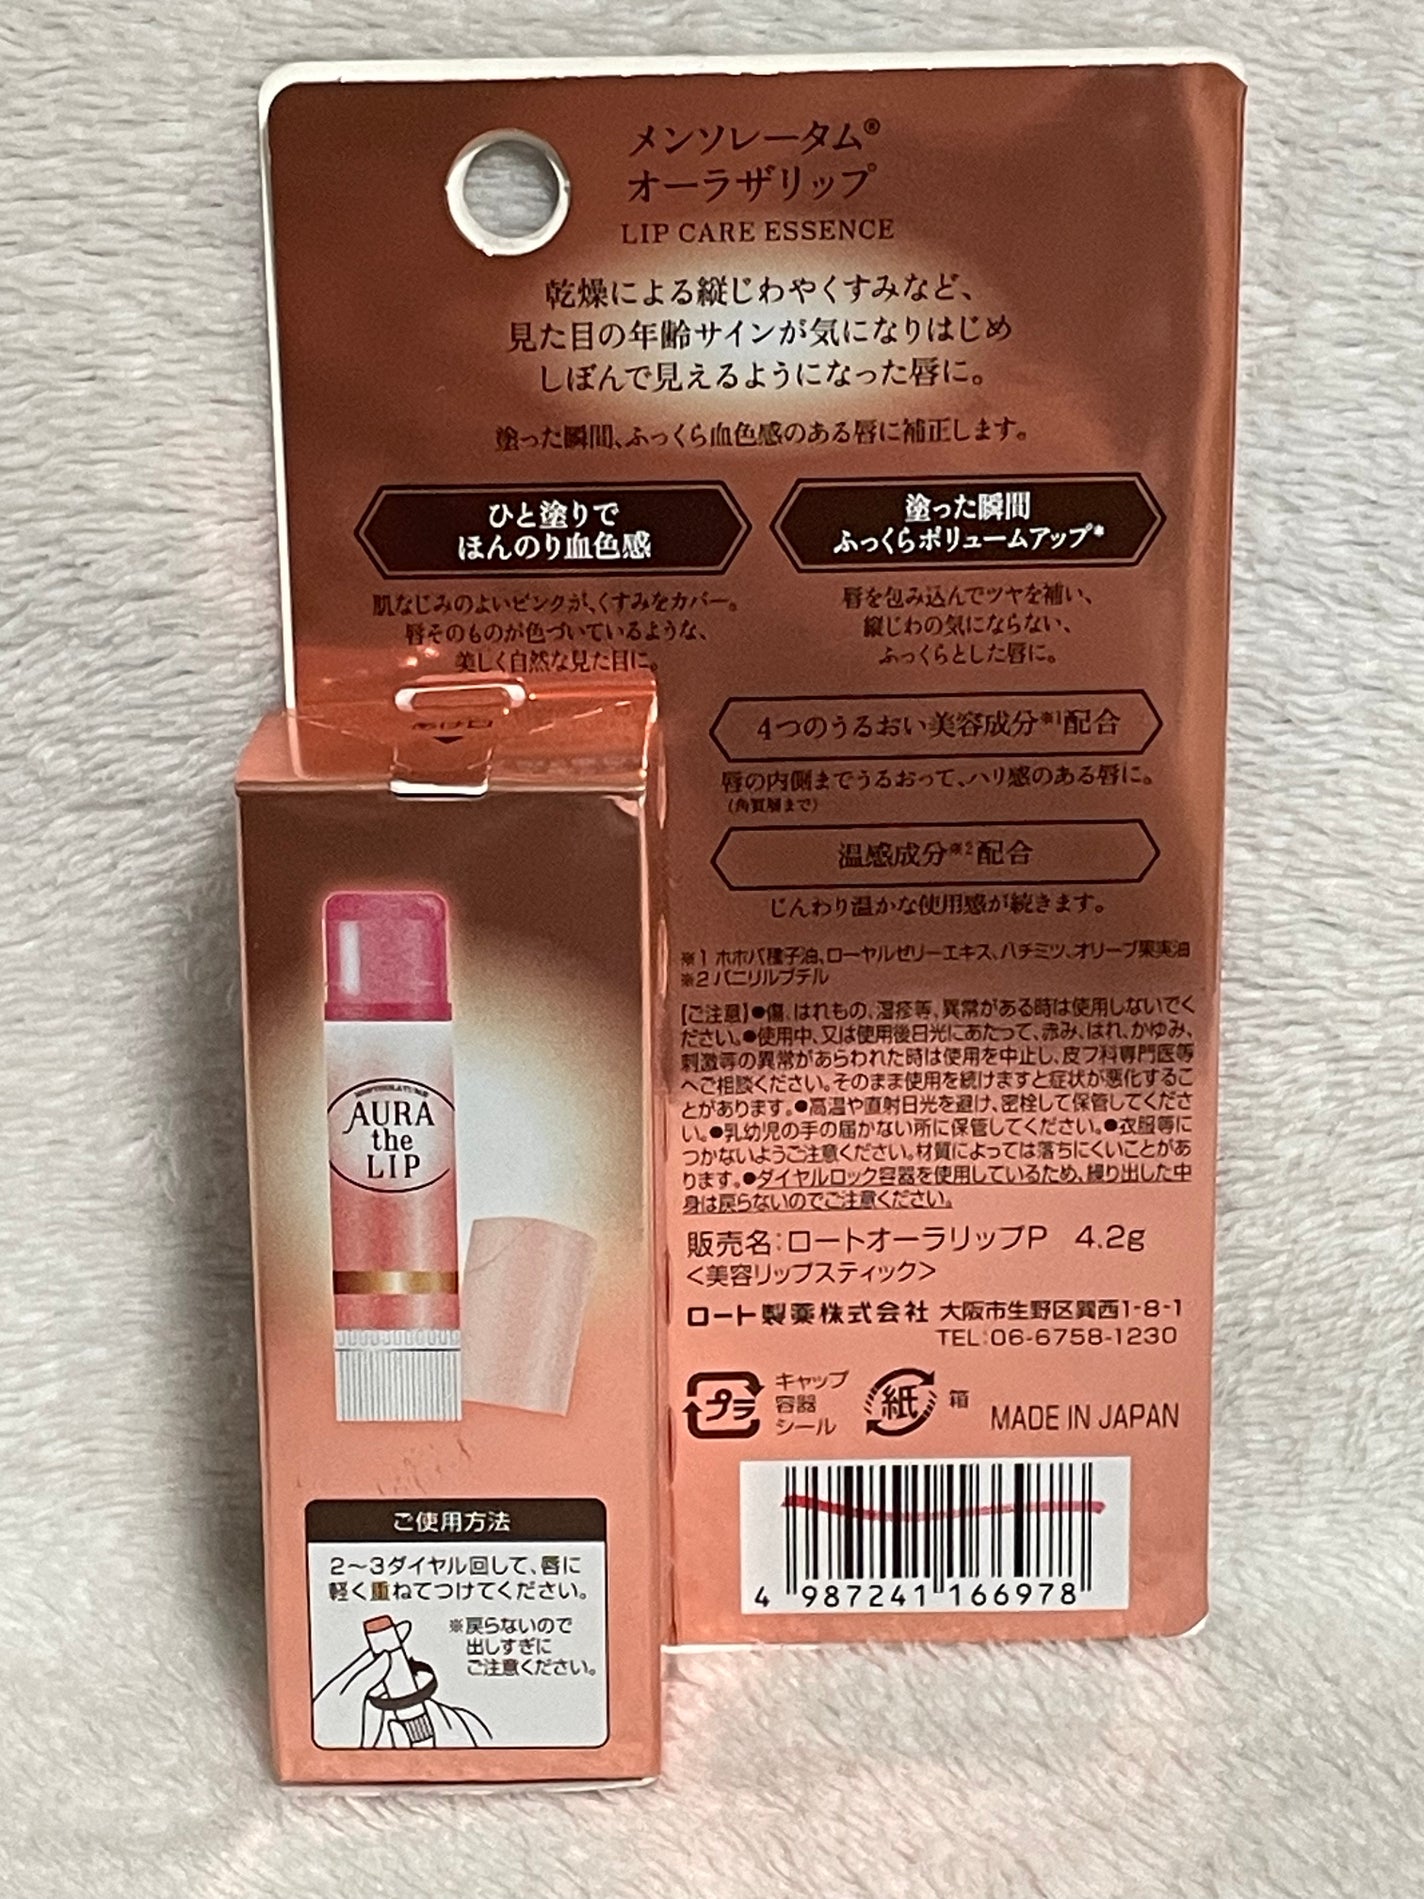 メンソレータム®
オーラザリップ
LIP CARE ESSENCE
乾燥による縦じわやくすみなど、
見た目の年齢サインが気になりはじめ
しぼんで見えるようになった唇に。
塗った瞬間、ふっくら血色感のある唇に補正します。
ひと塗りで
ほんのり血色感
肌なじみのよいピンクが、くすみをカバー。
唇そのものが色づいているような、
美しく自然な見た目に。
塗った瞬間
ふっくらボリュームアップ*
唇を包み込んでツヤを補い、
縦じわの気にならない、
ふっくらとした唇に。
4つのうるおい美容成分※1配合
唇の内側までうるおって、ハリ感のある唇に。
(角質層まで)
温感成分※2配合
じんわり温かな使用感が続きます。
※1 ホホバ種子油、ローヤルゼリーエキス、ハチミツ、オリーブ果実油
※2 バニリルブチル
【ご注意】●傷、はれもの、湿疹等、異常がある時は使用しないでく
ださい。●使用中、又は使用後日光にあたって、赤み、はれ、かゆみ、
刺激等の異常があらわれた時は使用を中止し、皮フ科専門医等
へご相談ください。そのまま使用を続けますと症状が悪化するこ
とがあります。●高温や直射日光を避け、密栓して保管してくださ
い。●乳幼児の手の届かない所に保管してください。●衣服等に
つかないようご注意ください。材質によっては落ちにくいことがあ
ります。●ダイヤルロック容器を使用しているため、繰り出した中
身は戻らないのでご注意ください。
販売名:ロートオーラリップP 4.2g
<美容リップスティック>
ロート製薬株式会社 大阪市生野区巽西1-8-1
TEL:06-6758-1230
プラ
キャップ
容器
シール
紙
箱
MADE IN JAPAN
4 987241 166978
あけ口
MENTHOLATUM
AURA
the
LIP
ご使用方法
2〜3ダイヤル回して、唇に
軽く重ねてつけてください。
※戻らないので
出しすぎに
ご注意ください。